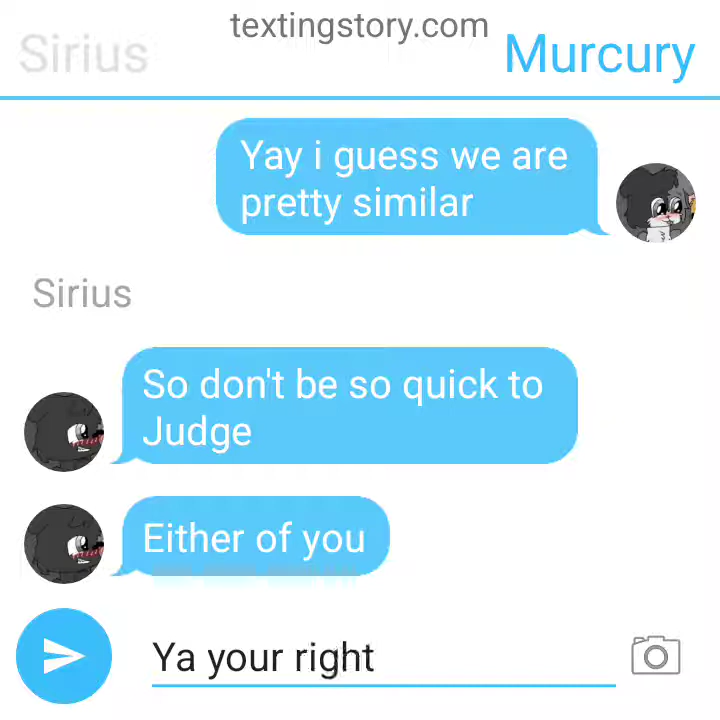 textingstory.com
Sirius
Murcury
Yay i guess we are
pretty similar
Sirius
So don't be so quick to
Judge
Either of you
Ya your right